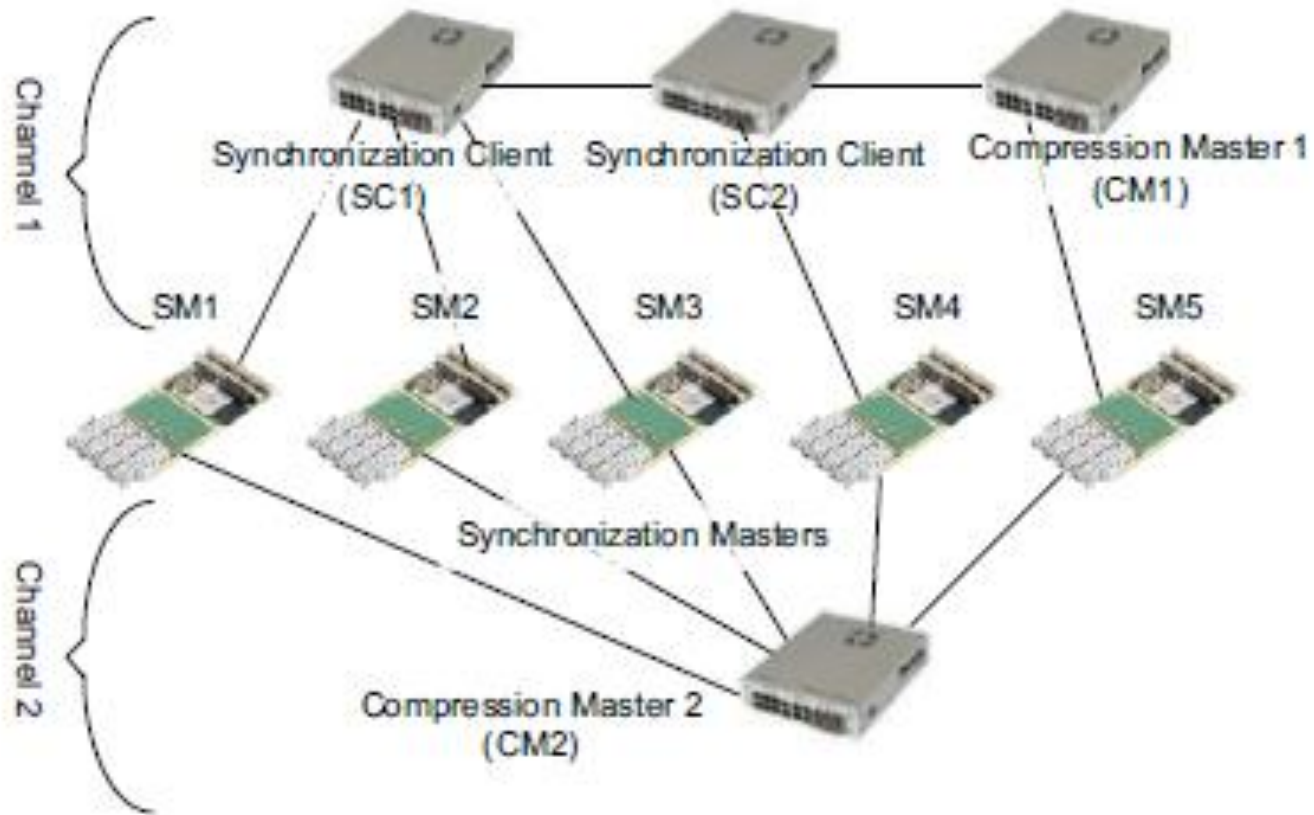 Channel 1
Synchronization Client
(SC1)
Synchronization Client
(SC2)
Compression Master 1
(CM1)
SM1
SM2
SM3
SM4
SM5
Synchronization Masters
Channel 2
Compression Master 2
(CM2)